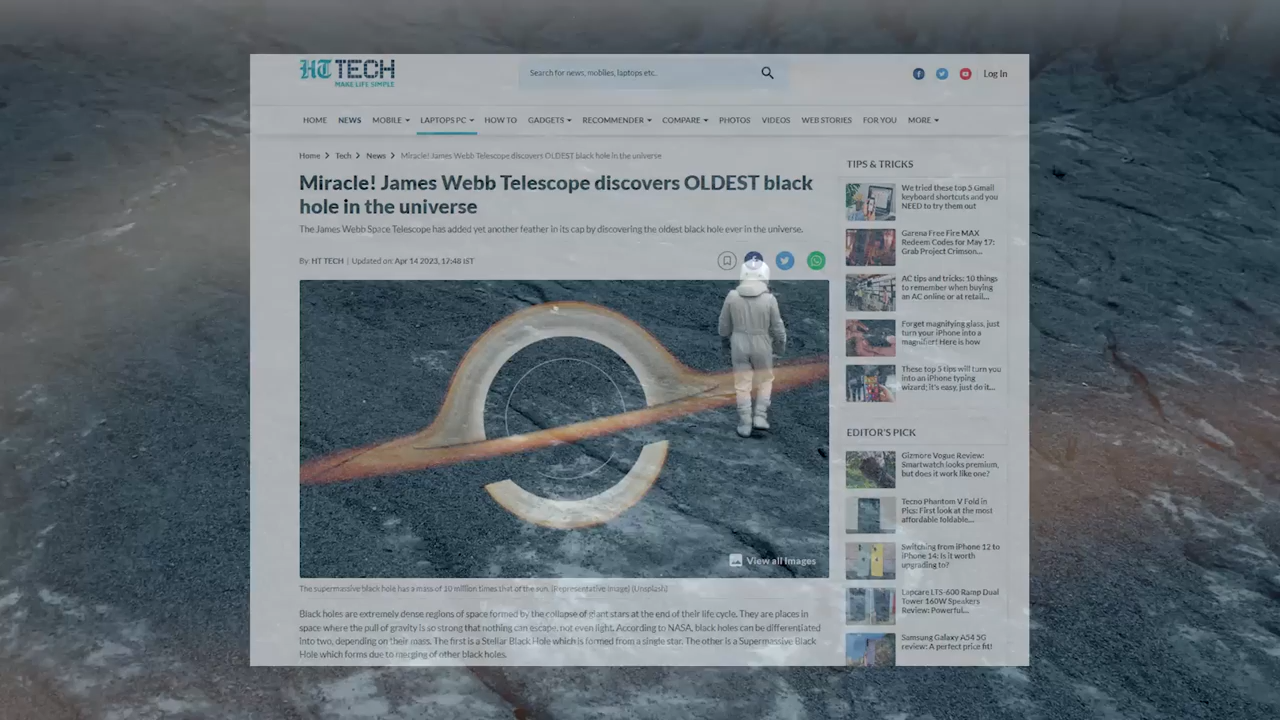 HT TECH
MAKE LIFE SIMPLE
Search for news, mobiles, laptops etc.
Log In
HOME NEWS MOBILE LAPTOPS PC HOW TO GADGETS RECOMMENDER COMPARE PHOTOS VIDEOS WEB STORIES FOR YOU MORE
Home > Tech > News > Miracle! James Webb Telescope discovers OLDEST black hole in the universe
Miracle! James Webb Telescope discovers OLDEST black
hole in the universe
The James Webb Space Telescope has added yet another feather in its cap by discovering the oldest black hole ever in the universe.
By: HT TECH | Updated on: Apr 14 2023, 17:48 IST
View all Images
The supermassive black hole has a mass of 10 million times that of the sun. (Representative Image) (Unsplash)
Black holes are extremely dense regions of space formed by the collapse of giant stars at the end of their life cycle. They are places in
space where the pull of gravity is so strong that nothing can escape, not even light. According to NASA, black holes can be differentiated
into two, depending on their mass. The first is a Stellar Black Hole which is formed from a single star. The other is a Supermassive Black
Hole which forms due to merging of other black holes.
TIPS & TRICKS
We tried these top 5 Gmail
keyboard shortcuts and you
NEED to try them out
Garena Free Fire MAX
Redeem Codes for May 17:
Grab Project Crimson...
AC tips and tricks: 10 things
to remember when buying
an AC online or at retail...
Forget magnifying glass, just
turn your iPhone into a
magnifier! Here is how
These top 5 tips will turn you
into an iPhone typing
wizard; it's easy, just do it...
EDITOR'S PICK
Gizmore Vogue Review:
Smartwatch looks premium,
but does it work like one?
Tecno Phantom V Fold in
Pics: First look at the most
affordable foldable...
Switching from iPhone 12 to
iPhone 14: Is it worth
upgrading to?
Lapcare LTS-600 Ramp Dual
Tower 160W Speakers
Review: Powerful...
Samsung Galaxy A54 5G
review: A perfect price fit!